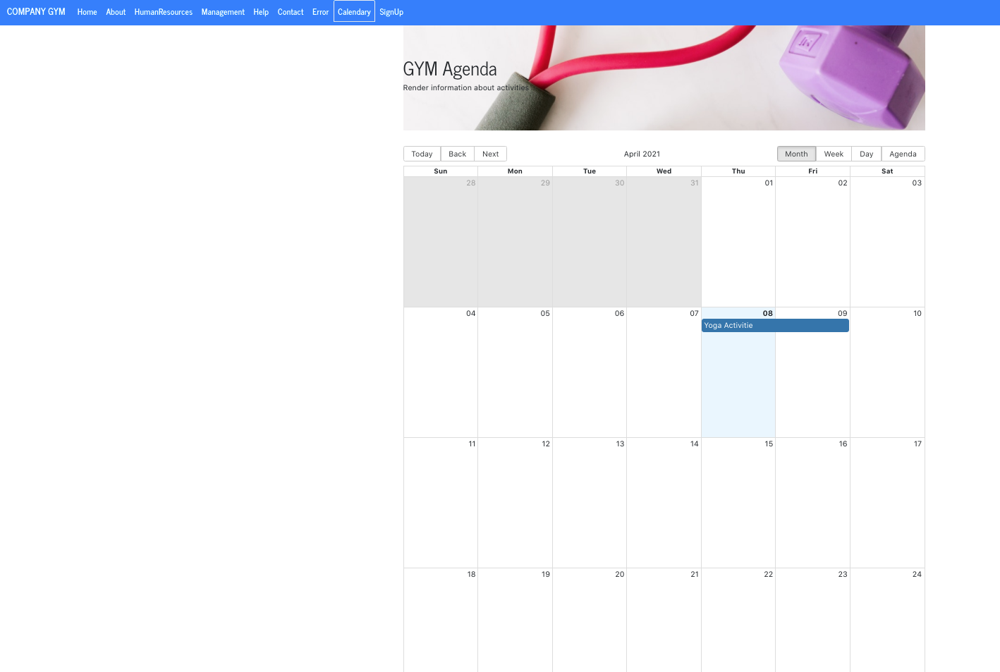 COMPANY GYM Home About HumanResources Management Help Contact Error Calendary SignUp
GYM Agenda
Render information about activities
Today Back Next April 2021 Month Week Day Agenda
Sun Mon Tue Wed Thu Fri Sat
28 29 30 31 01 02 03
04 05 06 07 08 09 10
Yoga Activitie
11 12 13 14 15 16 17
18 19 20 21 22 23 24